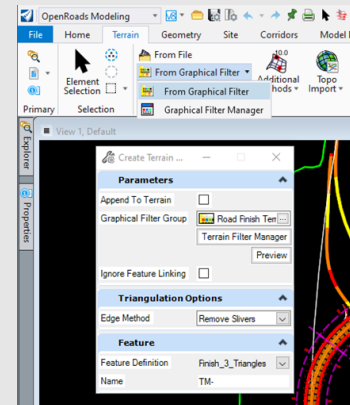 OpenRoads Modeling
File Home Terrain Geometry Site Corridors Model
From File
From Graphical Filter
Element Selection
Additional
Topo Import
From Graphical Filter
Graphical Filter Manager
Primary Selection
View 1, Default
Explorer
Properties
Create Terrain ...
Parameters
Append To Terrain
Graphical Filter Group Road Finish Terr ...
Terrain Filter Manager
Preview
Ignore Feature Linking
Triangulation Options
Edge Method Remove Slivers
Feature
Feature Definition Finish_3_Triangles
Name TM-